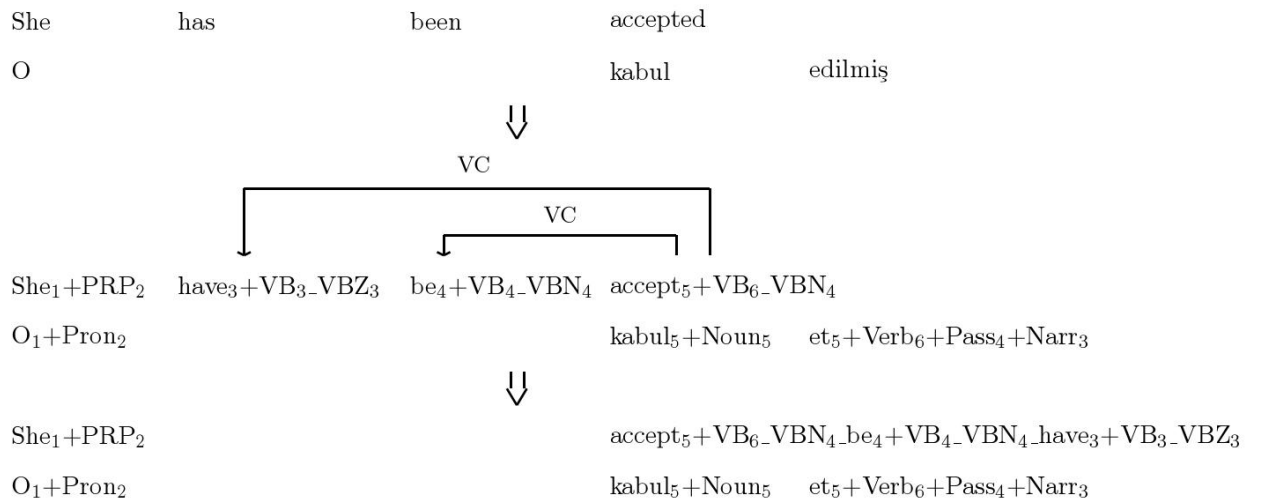 She has been accepted
O kabul edilmiş
VC
VC
She₁+PRP₂ have₃+VB₃_VBZ₃ be₄+VB₄_VBN₄ accept₅+VB₆_VBN₄
O₁+Pron₂ kabul₅+Noun₅ et₅+Verb₆+Pass₄+Narr₃
She₁+PRP₂ accept₅+VB₆_VBN₄_be₄+VB₄_VBN₄_have₃+VB₃_VBZ₃
O₁+Pron₂ kabul₅+Noun₅ et₅+Verb₆+Pass₄+Narr₃